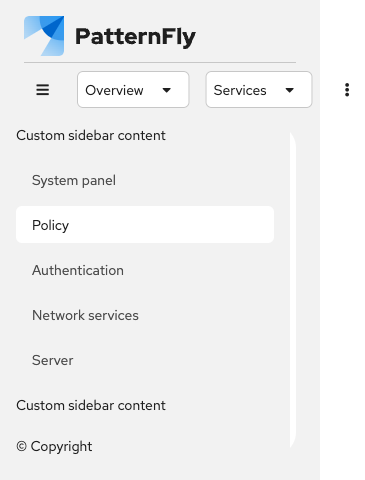 PatternFly
Overview Services
Custom sidebar content
System panel
Policy
Authentication
Network services
Server
Custom sidebar content
© Copyright